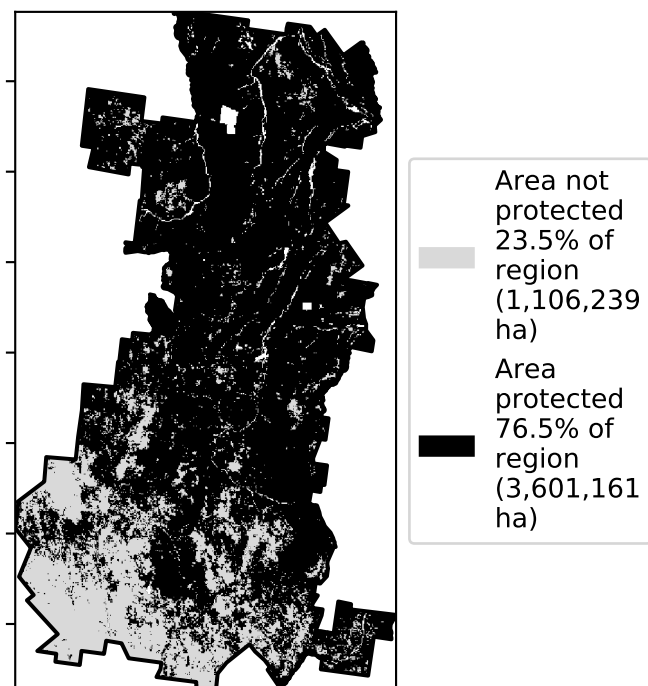 Area not
protected
23.5% of
region
(1,106,239
ha)
Area
protected
76.5% of
region
(3,601,161
ha)